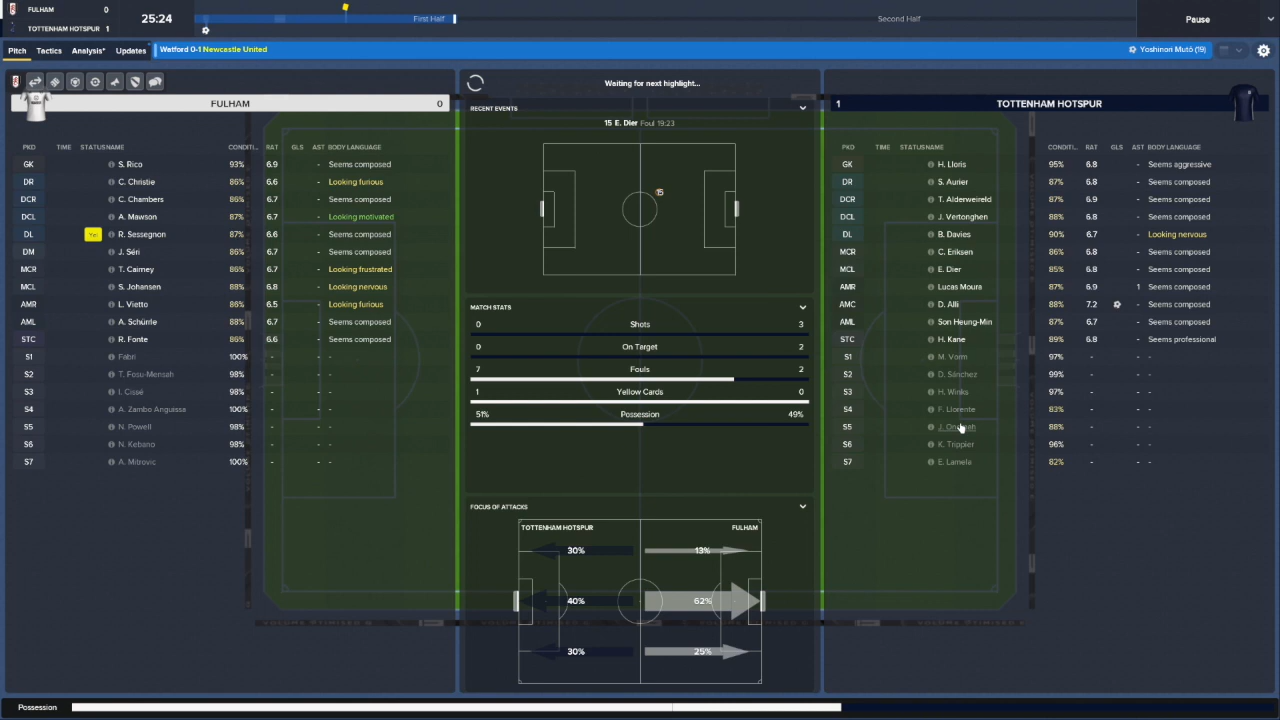 FULHAM 0
TOTTENHAM HOTSPUR 1
25:24
First Half
Second Half
Pause
Pitch Tactics Analysis* Updates
Watford 0-1 Newcastle United
Yoshinori Mutō (19)
FULHAM 0
PKD TIME STATUS NAME CONDITI... RAT GLS AST BODY LANGUAGE
GK S. Rico 93% 6.9 - Seems composed
DR C. Christie 86% 6.6 - Looking furious
DCR C. Chambers 86% 6.7 - Seems composed
DCL A. Mawson 87% 6.7 - Looking motivated
DL Yel R. Sessegnon 87% 6.6 - Seems composed
DM J. Séri 86% 6.7 - Seems composed
MCR T. Cairney 86% 6.7 - Looking frustrated
MCL S. Johansen 88% 6.8 - Looking nervous
AMR L. Vietto 86% 6.5 - Looking furious
AML A. Schürrle 88% 6.7 - Seems composed
STC R. Fonte 88% 6.6 - Seems composed
S1 Fabri 100% - - -
S2 T. Fosu-Mensah 98% - - -
S3 I. Cissé 98% - - -
S4 A. Zambo Anguissa 100% - - -
S5 N. Powell 98% - - -
S6 N. Kebano 98% - - -
S7 A. Mitrovic 100% - - -
Waiting for next highlight...
RECENT EVENTS
15 E. Dier Foul 19:23
15
MATCH STATS
0 Shots 3
0 On Target 2
7 Fouls 2
1 Yellow Cards 0
51% Possession 49%
FOCUS OF ATTACKS
TOTTENHAM HOTSPUR FULHAM
30% 13%
40% 62%
30% 25%
1 TOTTENHAM HOTSPUR
PKD TIME STATUS NAME CONDITI... RAT GLS AST BODY LANGUAGE
GK H. Lloris 95% 6.8 - Seems aggressive
DR S. Aurier 87% 6.8 - Seems composed
DCR T. Alderweireld 87% 6.9 - Seems composed
DCL J. Vertonghen 88% 6.8 - Seems composed
DL B. Davies 90% 6.7 - Looking nervous
MCR C. Eriksen 86% 6.8 - Seems composed
MCL E. Dier 85% 6.8 - Seems composed
AMR Lucas Moura 87% 6.9 1 Seems composed
AMC D. Alli 88% 7.2 - Seems composed
AML Son Heung-Min 87% 6.7 - Seems composed
STC H. Kane 89% 6.8 - Seems professional
S1 M. Vorm 97% - - -
S2 D. Sánchez 99% - - -
S3 H. Winks 97% - - -
S4 F. Llorente 83% - - -
S5 J. 88% - - -
S6 K. Trippier 96% - - -
S7 E. Lamela 82% - - -
Possession